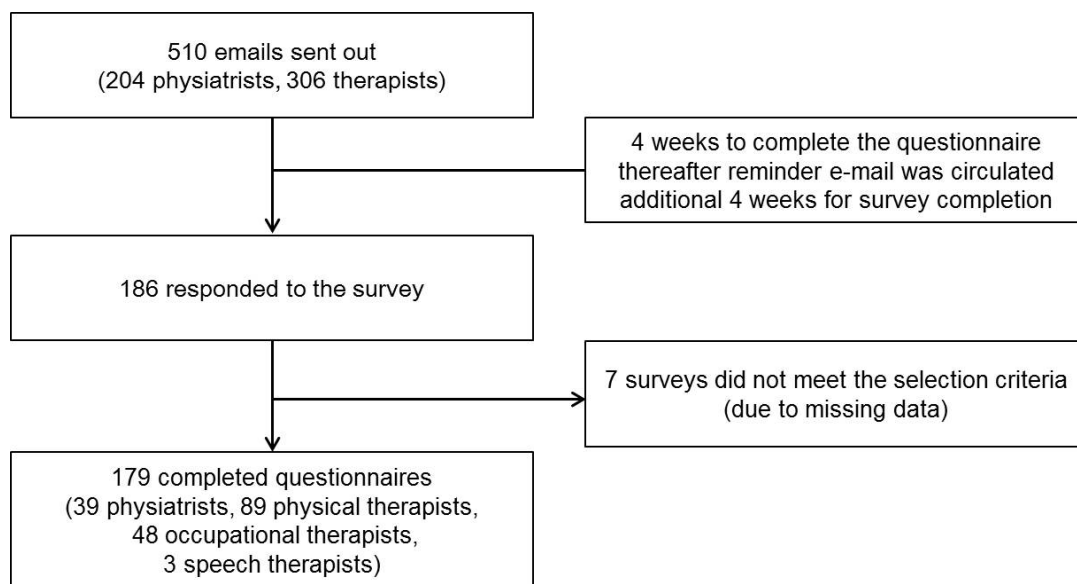 510 emails sent out
(204 physiatrists, 306 therapists)
4 weeks to complete the questionnaire
thereafter reminder e-mail was circulated
additional 4 weeks for survey completion
186 responded to the survey
7 surveys did not meet the selection criteria
(due to missing data)
179 completed questionnaires
(39 physiatrists, 89 physical therapists,
48 occupational therapists,
3 speech therapists)